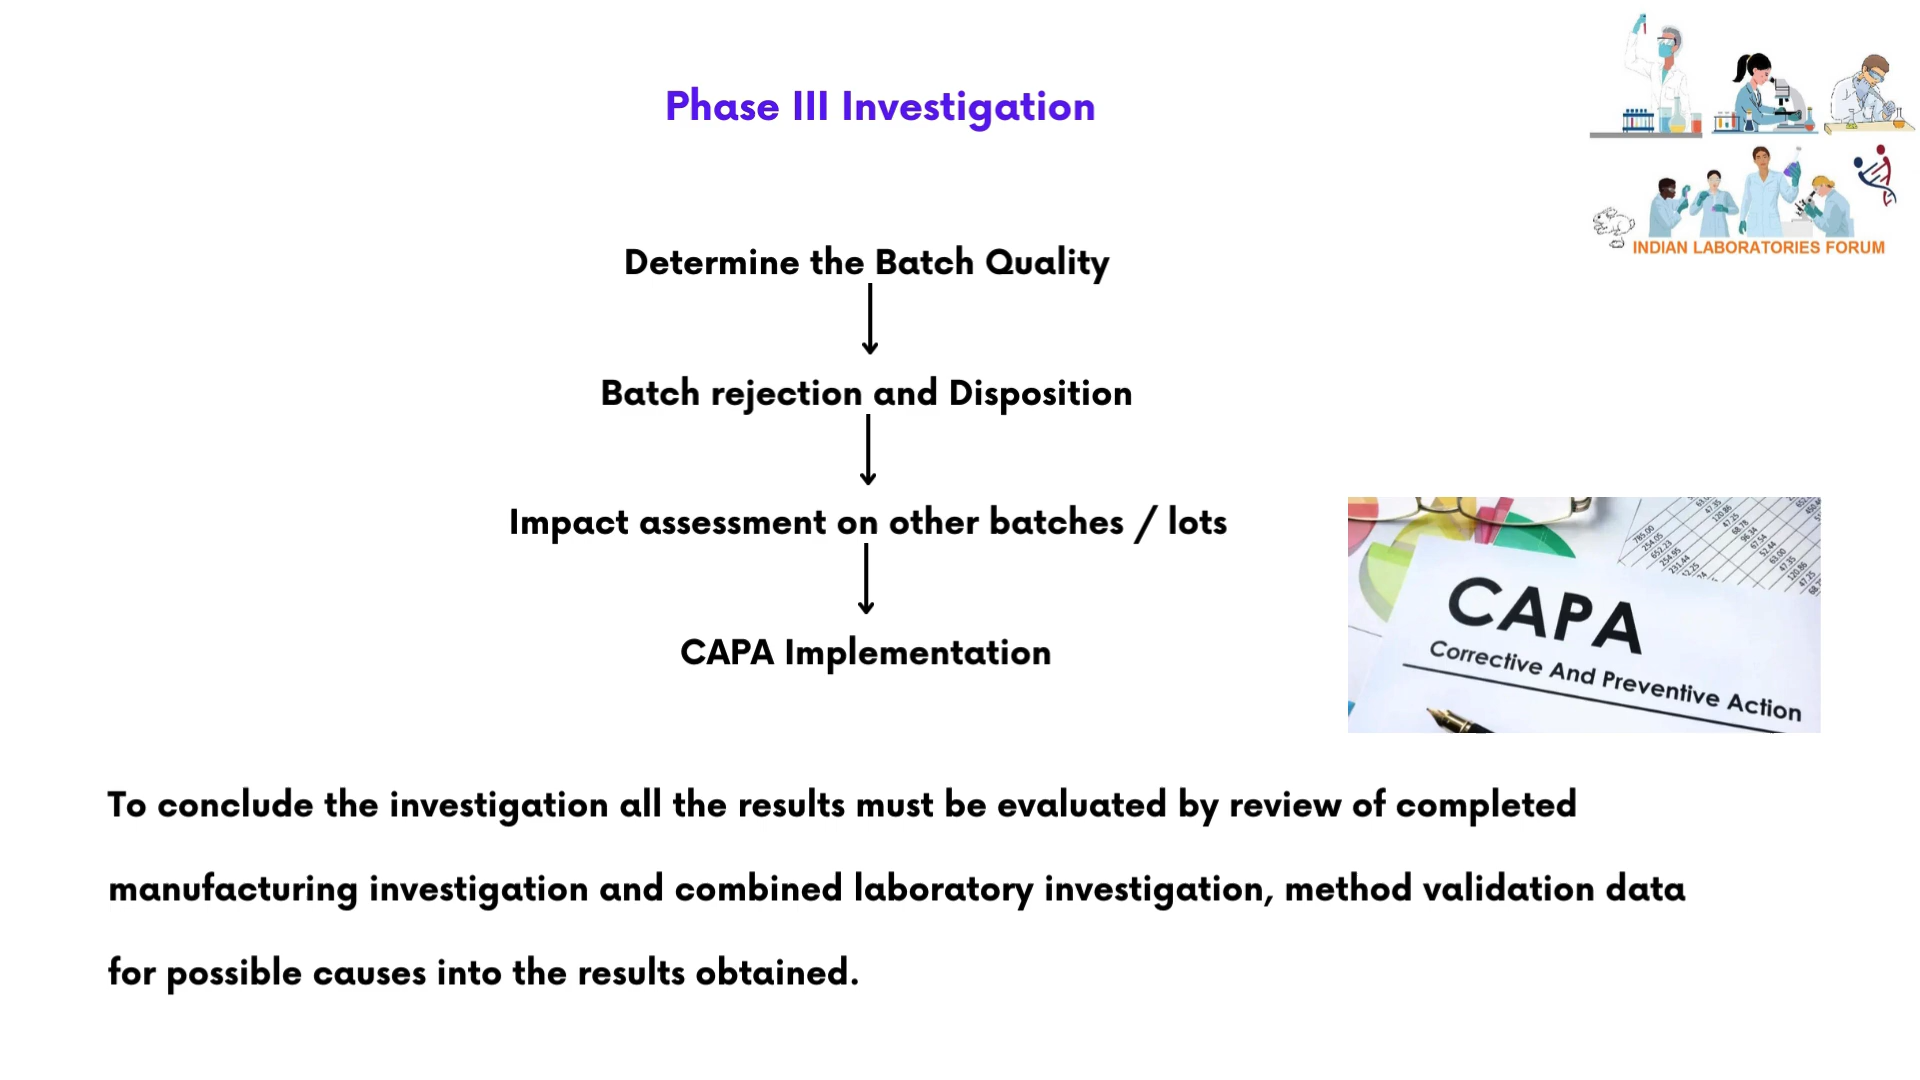 Phase III Investigation
INDIAN LABORATORIES FORUM
Determine the Batch Quality
Batch rejection and Disposition
Impact assessment on other batches / lots
CAPA Implementation
CAPA
Corrective And Preventive Action
To conclude the investigation all the results must be evaluated by review of completed
manufacturing investigation and combined laboratory investigation, method validation data
for possible causes into the results obtained.